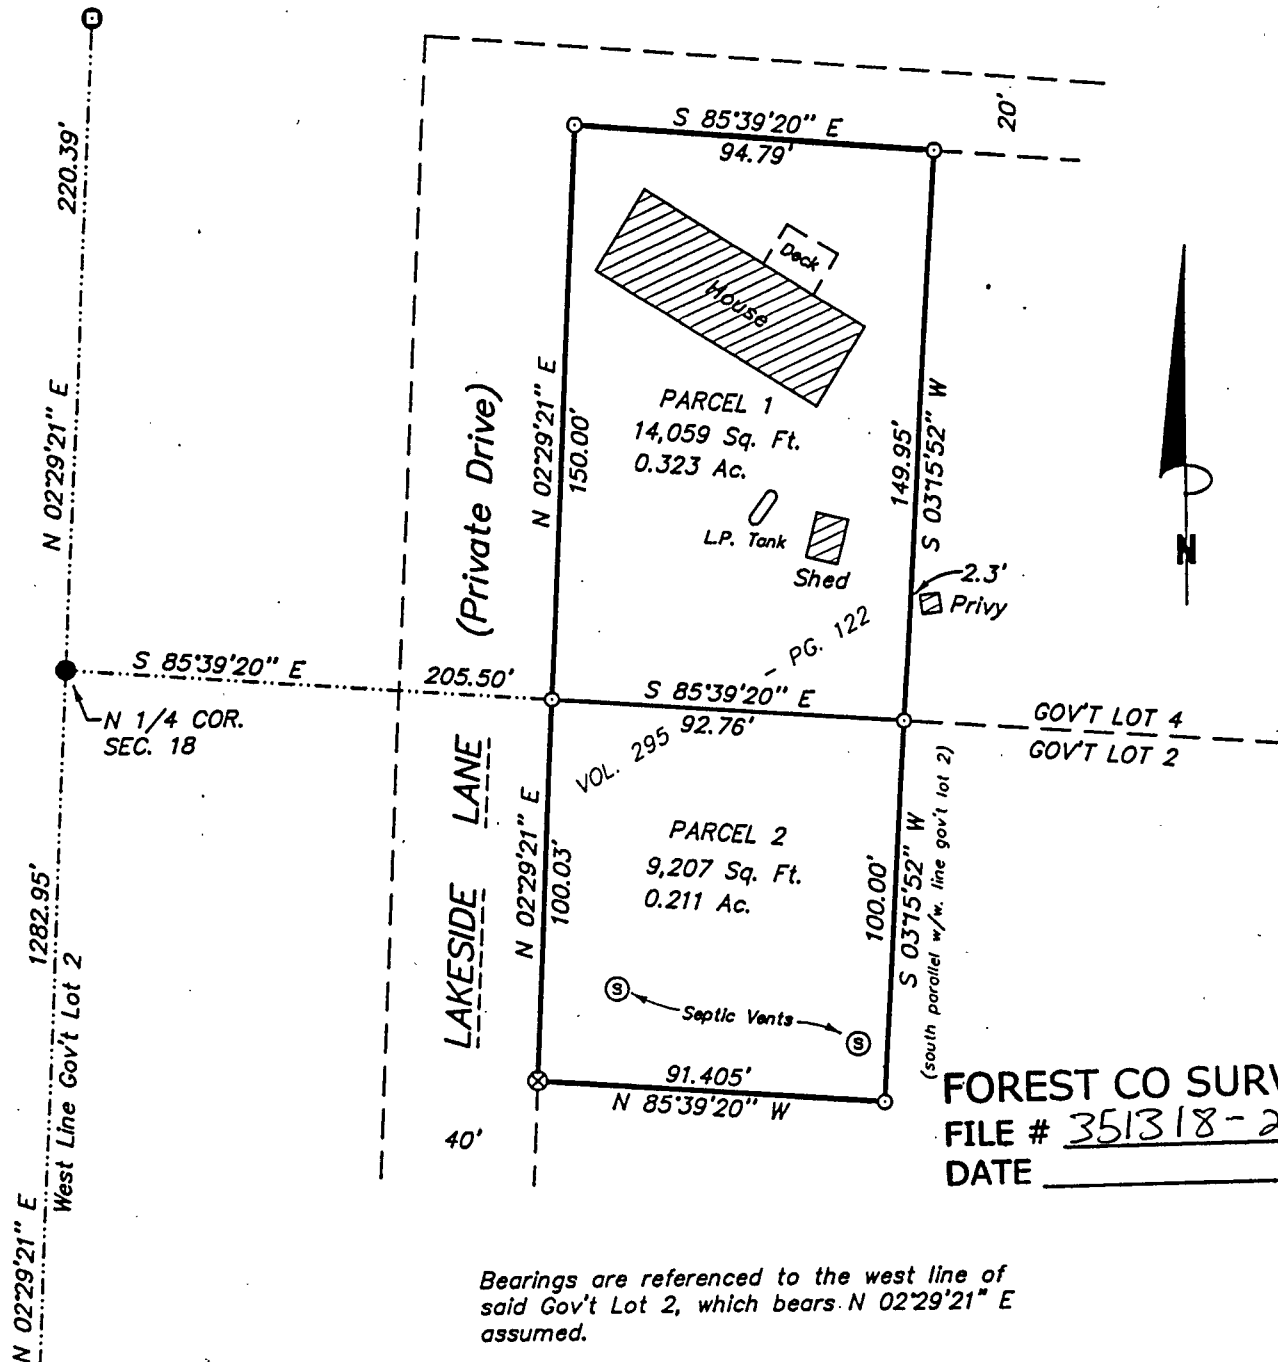 220.39'
N 02°29'21" E
S 85°39'20" E
94.79'
20'
Deck
House
N 02°29'21" E
150.00'
PARCEL 1
14,059 Sq. Ft.
0.323 Ac.
149.95'
S 03°15'52" W
L.P. Tank
Shed
2.3'
Privy
(Private Drive)
S 85°39'20" E
205.50'
N 1/4 COR.
SEC. 18
VOL. 295 - PG. 122
S 85°39'20" E
92.76'
GOV'T LOT 4
GOV'T LOT 2
LAKESIDE LANE
N 02°29'21" E
100.03'
PARCEL 2
9,207 Sq. Ft.
0.211 Ac.
100.00'
S 03°15'52" W
(south parallel w/w. line gov't lot 2)
S
Septic Vents
S
91.405'
N 85°39'20" W
40'
1282.95'
West Line Gov't Lot 2
N 02°29'21" E
FOREST CO SURV
FILE # 351318-2
DATE
N
Bearings are referenced to the west line of
said Gov't Lot 2, which bears N 02°29'21" E
assumed.